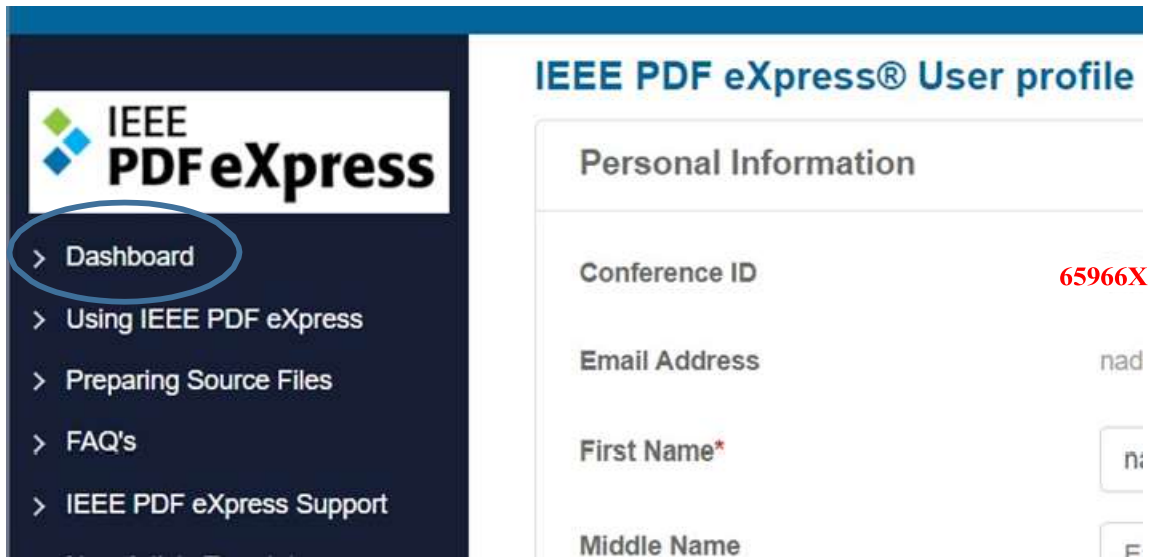 IEEE
PDF eXpress
> Dashboard
> Using IEEE PDF eXpress
> Preparing Source Files
> FAQ's
> IEEE PDF eXpress Support
IEEE PDF eXpress® User profile
Personal Information
Conference ID 65966X
Email Address nad
First Name*
Middle Name